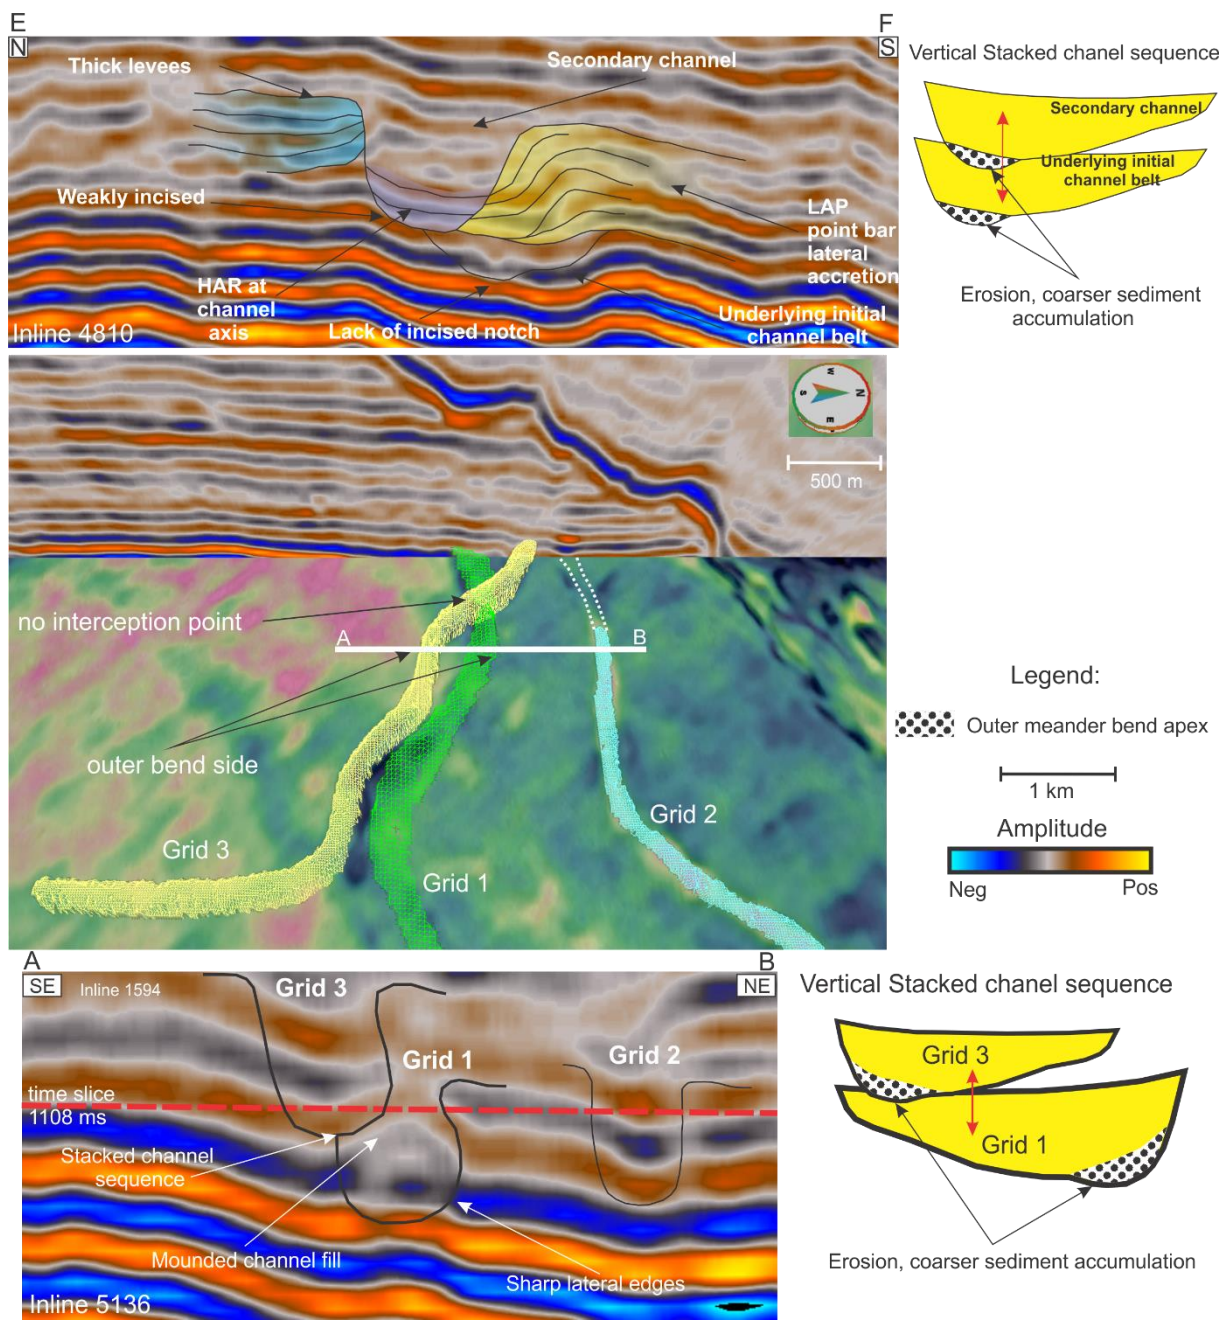 E
F
N
S
Thick levees
Secondary channel
Weakly incised
HAR at
channel
axis
Lack of incised notch
LAP
point bar
lateral
accretion
Underlying initial
channel belt
Inline 4810
Vertical Stacked chanel sequence
Secondary channel
Underlying initial
channel belt
Erosion, coarser sediment
accumulation
W
N
S
E
500 m
no interception point
A
B
outer bend side
Grid 3
Grid 1
Grid 2
Legend:
Outer meander bend apex
1 km
Amplitude
Neg
Pos
A
B
SE
Inline 1594
NE
Grid 3
Grid 1
Grid 2
time slice
1108 ms
Stacked channel
sequence
Mounded channel fill
Sharp lateral edges
Inline 5136
Vertical Stacked chanel sequence
Grid 3
Grid 1
Erosion, coarser sediment accumulation